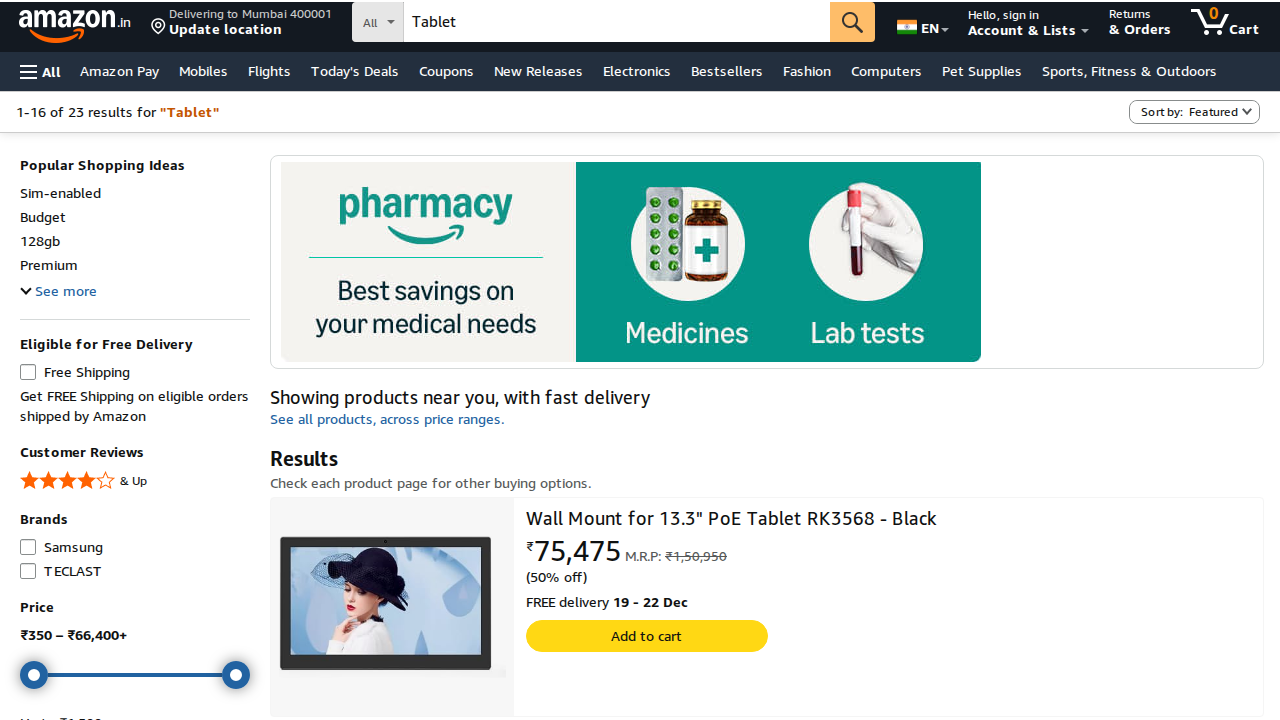 amazon.in
Delivering to Mumbai 400001
Update location
All
Tablet
EN
Hello, sign in
Account & Lists
Returns
& Orders
0
Cart
All
Amazon Pay
Mobiles
Flights
Today's Deals
Coupons
New Releases
Electronics
Bestsellers
Fashion
Computers
Pet Supplies
Sports, Fitness & Outdoors
1-16 of 23 results for "Tablet"
Sort by: Featured
Popular Shopping Ideas
Sim-enabled
Budget
128gb
Premium
See more
Eligible for Free Delivery
Free Shipping
Get FREE Shipping on eligible orders
shipped by Amazon
Customer Reviews
& Up
Brands
Samsung
TECLAST
Price
₹350 – ₹66,400+
pharmacy
Best savings on
your medical needs
Medicines
Lab tests
Showing products near you, with fast delivery
See all products, across price ranges.
Results
Check each product page for other buying options.
Wall Mount for 13.3" PoE Tablet RK3568 - Black
₹75,475 M.R.P: ₹1,50,950
(50% off)
FREE delivery 19 - 22 Dec
Add to cart